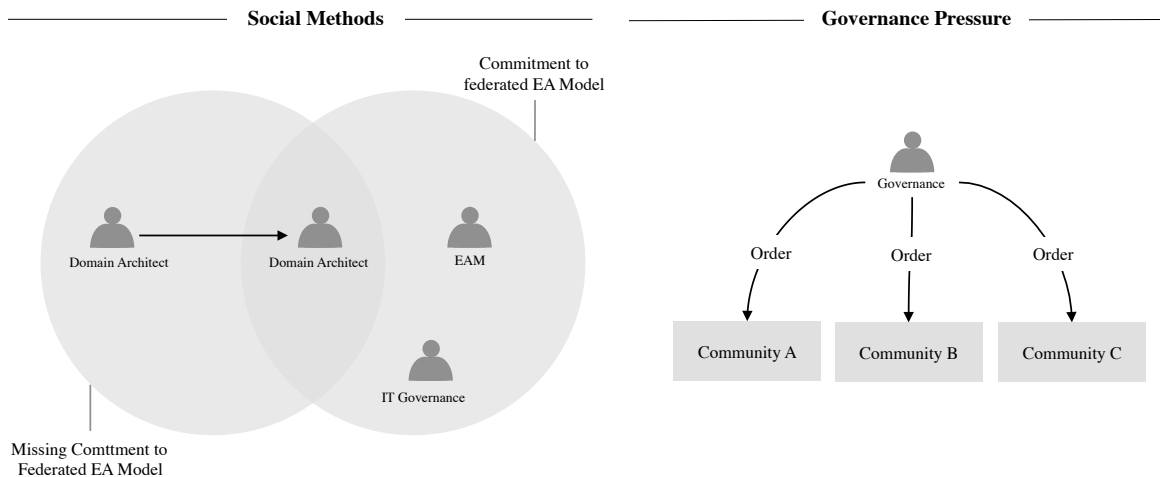 Social Methods
Commitment to
federated EA Model
Domain Architect
Domain Architect
EAM
IT Governance
Missing Comttment to
Federated EA Model
Governance Pressure
Governance
Order
Order
Order
Community A
Community B
Community C